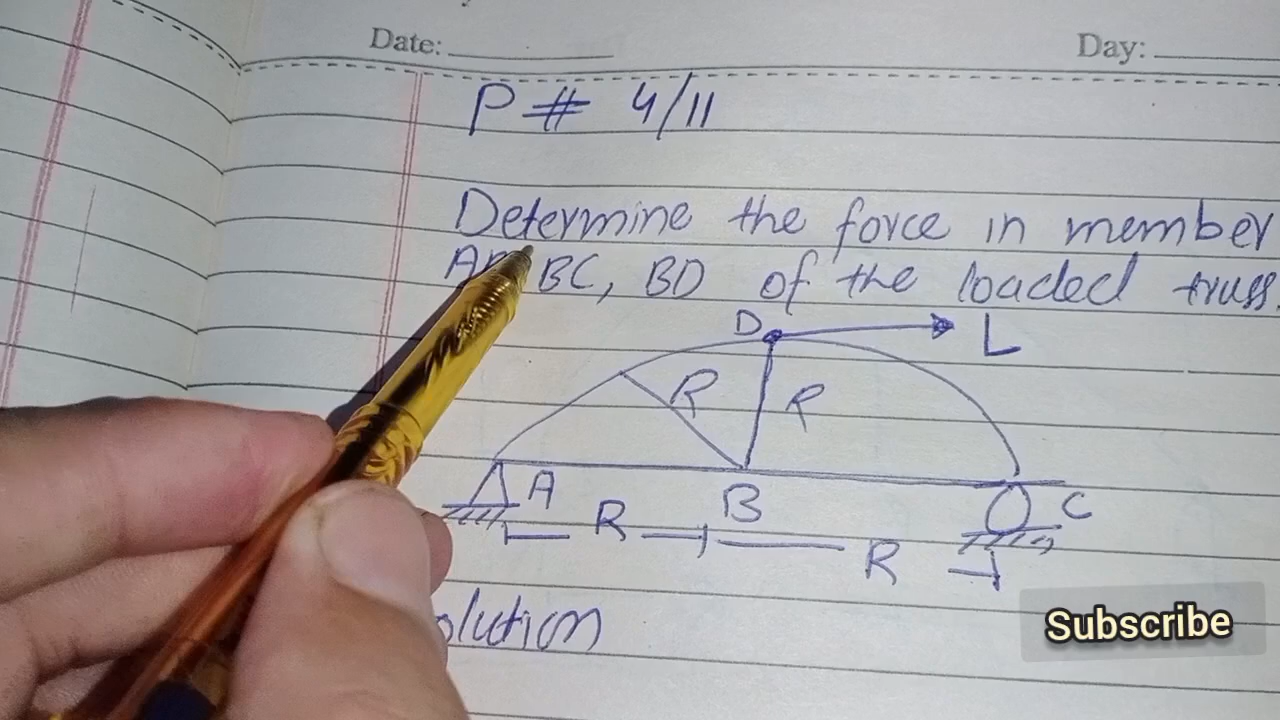 Date:
Day:
P # 4/11
Determine the force in member
BC, BD of the loaded truss.
D
L
R
R
A
B
C
R
R
olution
Subscribe